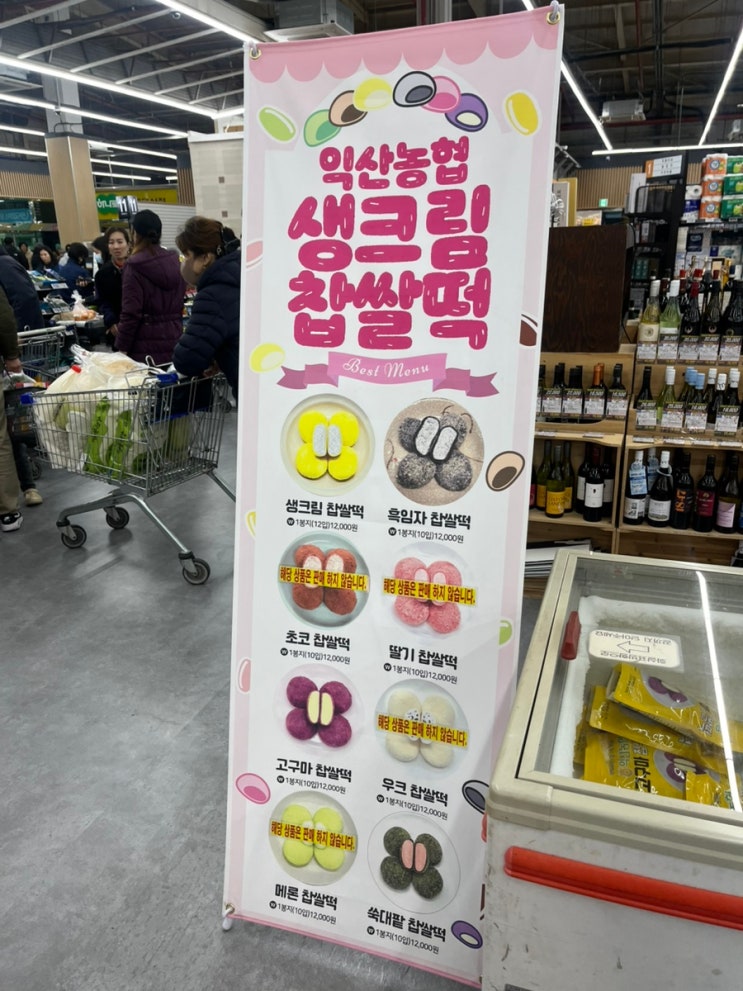 익산농협
생크림
찹쌀떡
Best Menu
생크림 찹쌀떡
₩ 1봉지(12입)12,000원
흑임자 찹쌀떡
₩ 1봉지(10입)12,000원
해당 상품은 판매 하지 않습니다.
초코 찹쌀떡
₩ 1봉지(10입)12,000원
해당 상품은 판매 하지 않습니다.
딸기 찹쌀떡
₩ 1봉지(10입)12,000원
고구마 찹쌀떡
₩ 1봉지(10입)12,000원
해당 상품은 판매 하지 않습니다.
우크 찹쌀떡
₩ 1봉지(10입)12,000원
해당 상품은 판매 하지 않습니다.
메론 찹쌀떡
₩ 1봉지(10입)12,000원
쑥대팥 찹쌀떡
₩ 1봉지(10입)12,000원
고구마